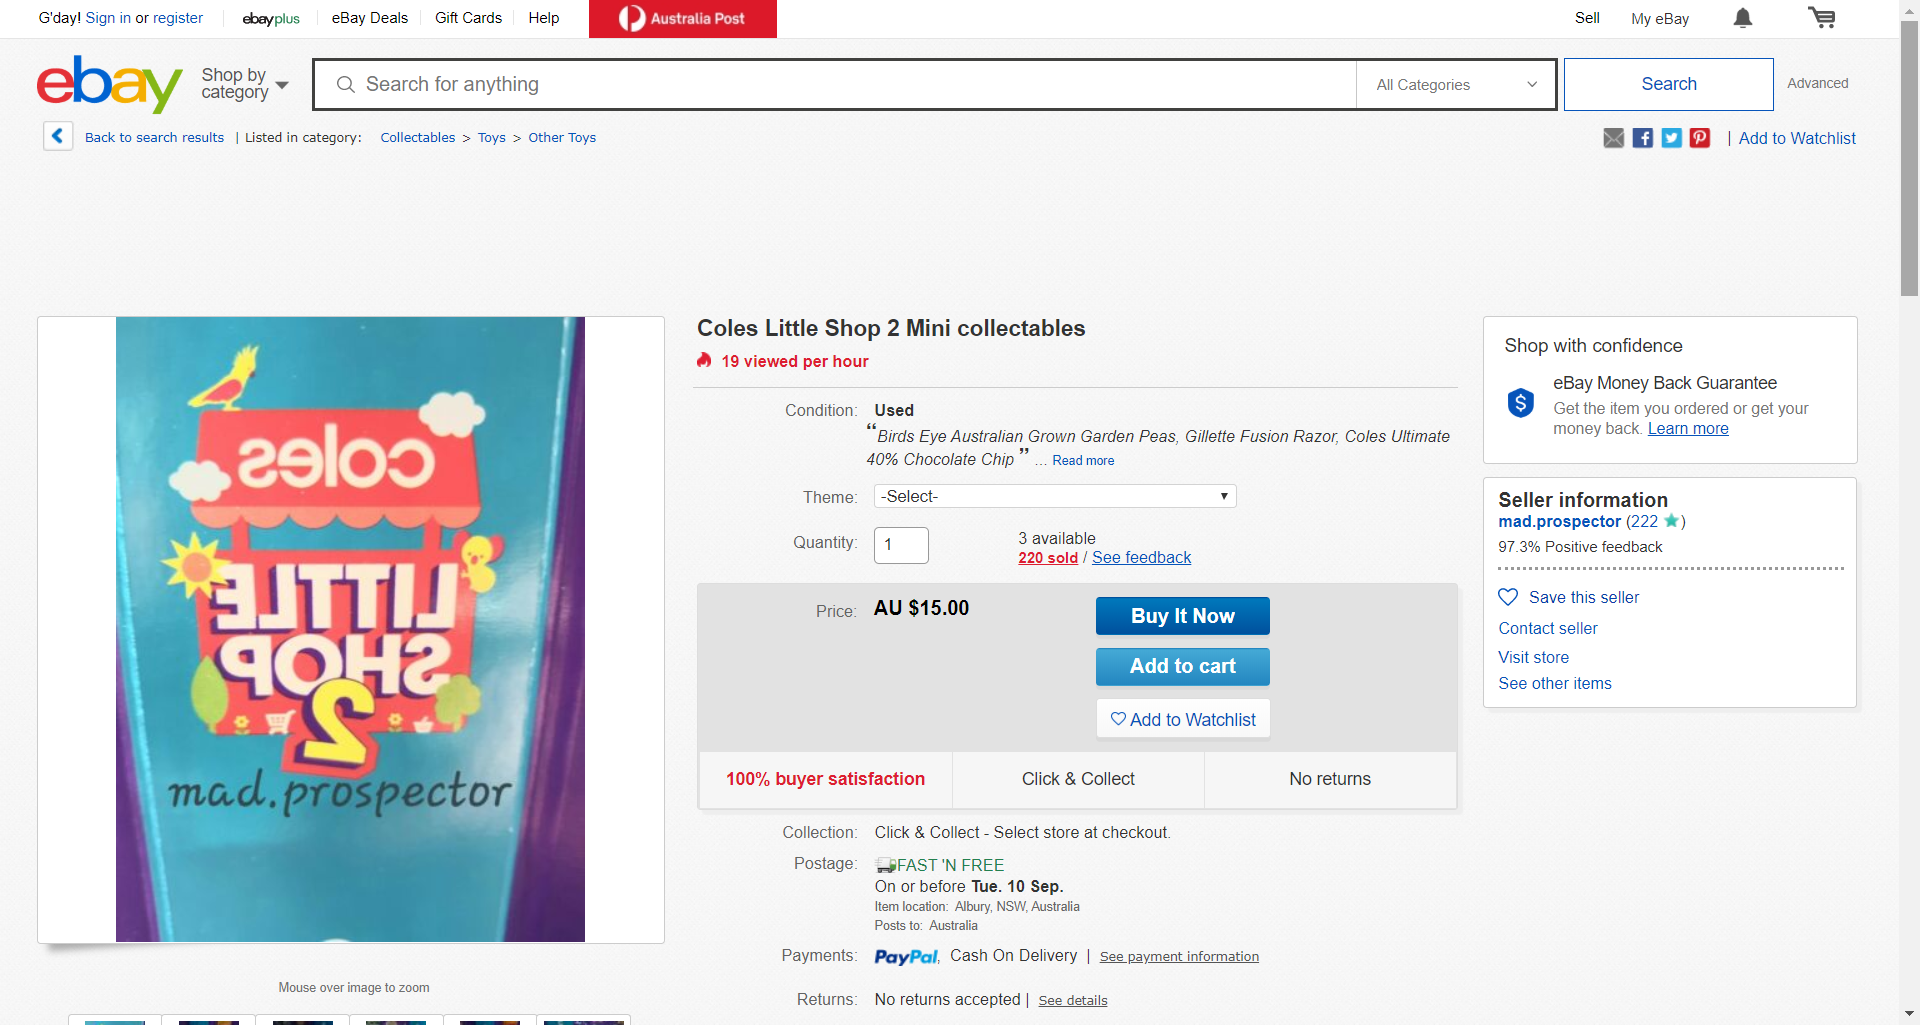 G'day! Sign in or register
ebayplus
eBay Deals
Gift Cards
Help
Australia Post
Sell
My eBay
ebay
Shop by category
Search for anything
All Categories
Search
Advanced
Back to search results | Listed in category: Collectables > Toys > Other Toys
| Add to Watchlist
coles
LITTLE
SHOP
2
mad.prospector
Mouse over image to zoom
Coles Little Shop 2 Mini collectables
19 viewed per hour
Condition: Used
“Birds Eye Australian Grown Garden Peas, Gillette Fusion Razor, Coles Ultimate
40% Chocolate Chip ” ... Read more
Theme: -Select-
Quantity: 1
3 available
220 sold / See feedback
Price: AU $15.00
Buy It Now
Add to cart
Add to Watchlist
100% buyer satisfaction
Click & Collect
No returns
Collection: Click & Collect - Select store at checkout.
Postage: FAST 'N FREE
On or before Tue. 10 Sep.
Item location: Albury, NSW, Australia
Posts to: Australia
Payments: PayPal, Cash On Delivery | See payment information
Returns: No returns accepted | See details
Shop with confidence
eBay Money Back Guarantee
Get the item you ordered or get your
money back. Learn more
Seller information
mad.prospector (222)
97.3% Positive feedback
Save this seller
Contact seller
Visit store
See other items